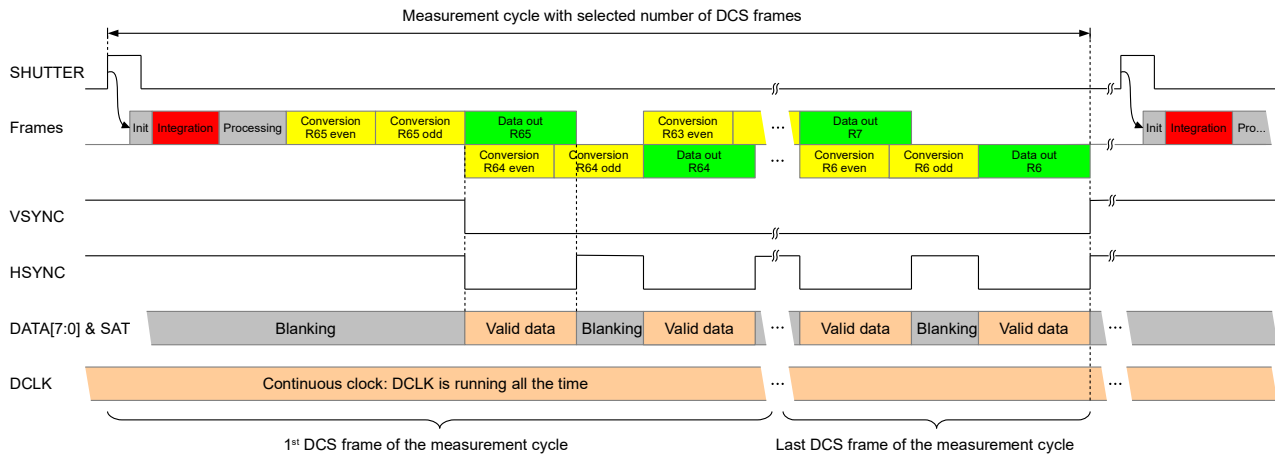 Measurement cycle with selected number of DCS frames
SHUTTER
Frames
Init
Integration
Processing
Conversion
R65 even
Conversion
R65 odd
Data out
R65
Conversion
R63 even
...
Data out
R7
Init
Integration
Pro...
Conversion
R64 even
Conversion
R64 odd
Data out
R64
...
Conversion
R6 even
Conversion
R6 odd
Data out
R6
VSYNC
HSYNC
DATA[7:0] & SAT
Blanking
Valid data
Blanking
Valid data
...
Valid data
Blanking
Valid data
...
DCLK
Continuous clock: DCLK is running all the time
...
...
1st DCS frame of the measurement cycle
Last DCS frame of the measurement cycle